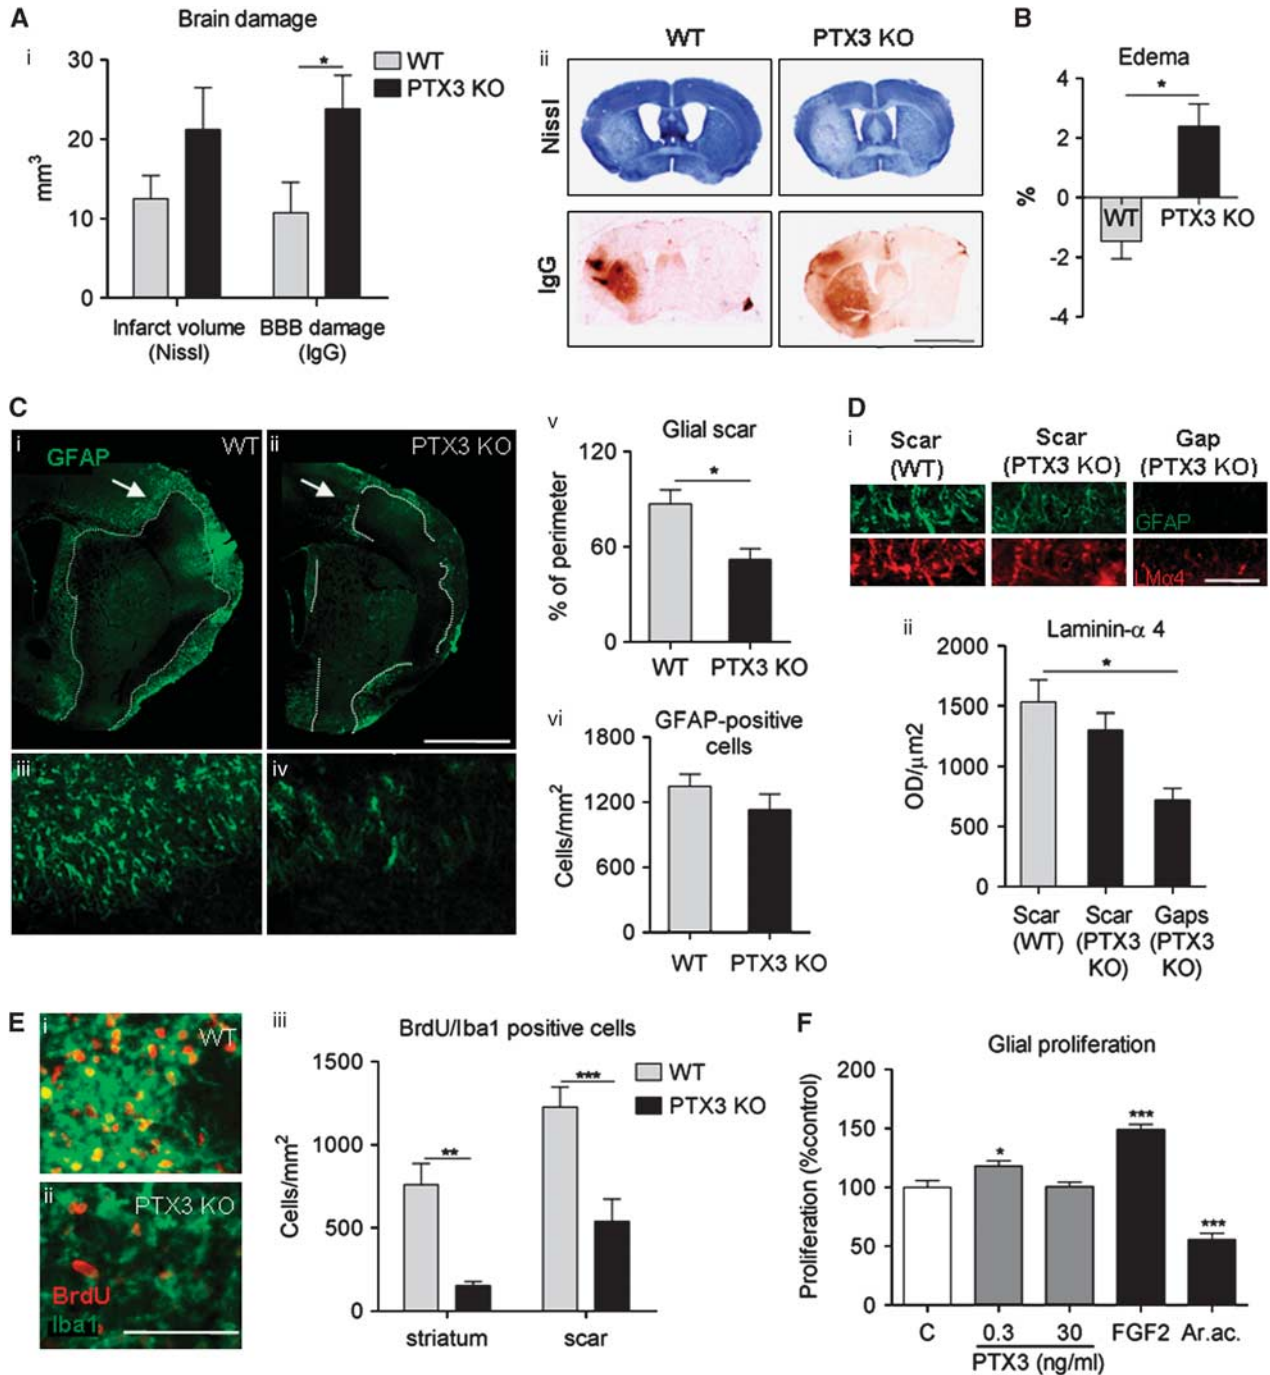 A
Brain damage
i
30
20
10
0
mm3
*
WT
PTX3 KO
Infarct volume
(Nissl)
BBB damage
(IgG)
ii
WT
PTX3 KO
Nissl
IgG
B
Edema
4
2
0
-2
-4
%
*
WT
PTX3 KO
C
i
WT
GFAP
ii
PTX3 KO
iii
iv
v
Glial scar
120
60
0
% of perimeter
*
WT
PTX3 KO
vi
GFAP-positive
cells
1800
1200
600
0
Cells/mm2
WT
PTX3 KO
D
i
Scar
(WT)
Scar
(PTX3 KO)
Gap
(PTX3 KO)
GFAP
LMα4
ii
Laminin-α 4
2000
1500
1000
500
0
OD/μm2
*
Scar
(WT)
Scar
(PTX3
KO)
Gaps
(PTX3
KO)
E
i
WT
ii
PTX3 KO
BrdU
Iba1
iii
BrdU/Iba1 positive cells
1500
1000
500
0
Cells/mm2
**
***
WT
PTX3 KO
striatum
scar
F
Glial proliferation
200
150
100
50
0
Proliferation (%control)
*
***
***
C
0.3
30
FGF2
Ar.ac.
PTX3 (ng/ml)